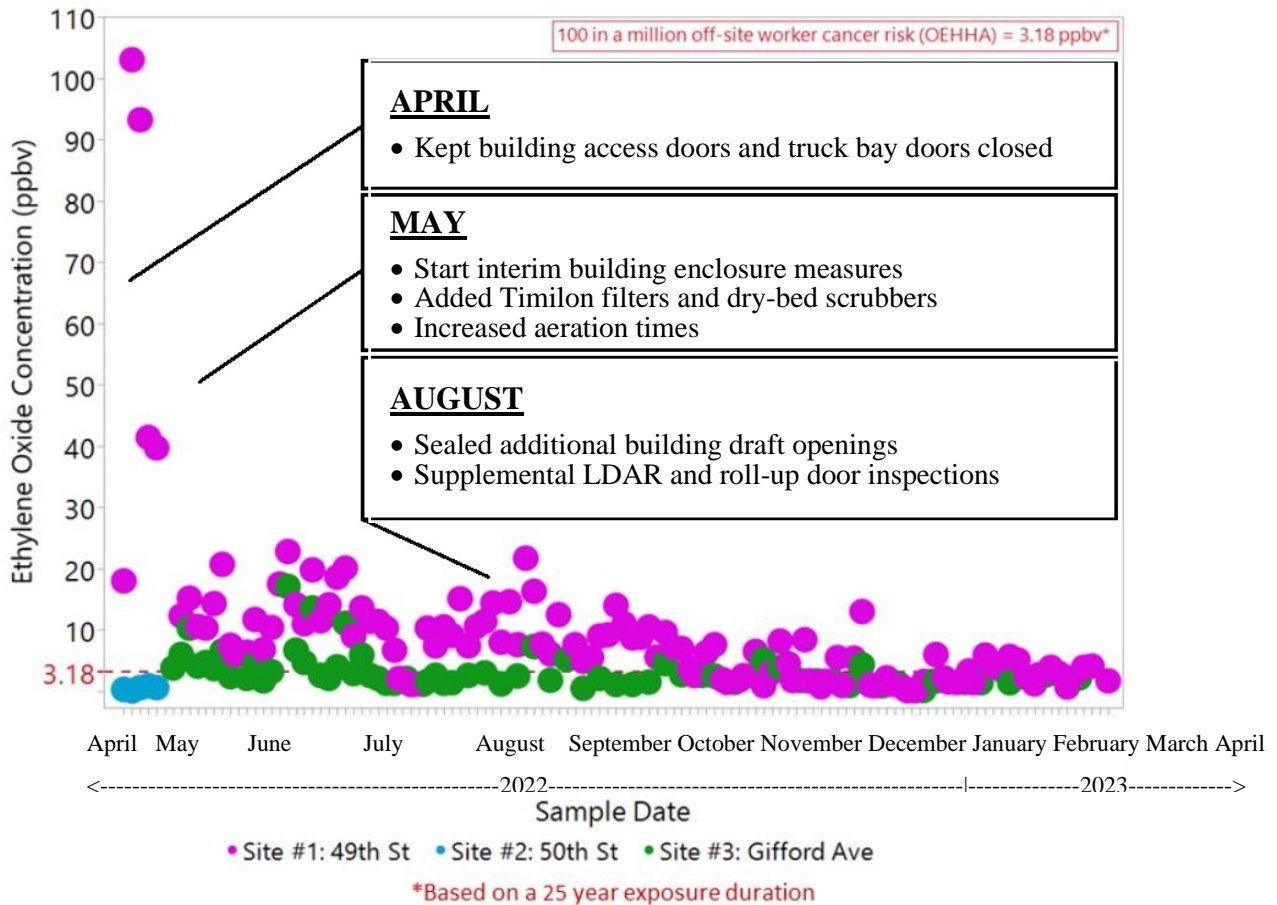 110
100 in a million off-site worker cancer risk (OEHHA) = 3.18 ppbv*
100
90
80
70
60
50
40
30
20
10
3.18
Ethylene Oxide Concentration (ppbv)
APRIL
• Kept building access doors and truck bay doors closed
MAY
• Start interim building enclosure measures
• Added Timilon filters and dry-bed scrubbers
• Increased aeration times
AUGUST
• Sealed additional building draft openings
• Supplemental LDAR and roll-up door inspections
April May June July August September October November December January February March April
<---2022---|---2023--->
Sample Date
• Site #1: 49th St • Site #2: 50th St • Site #3: Gifford Ave
*Based on a 25 year exposure duration